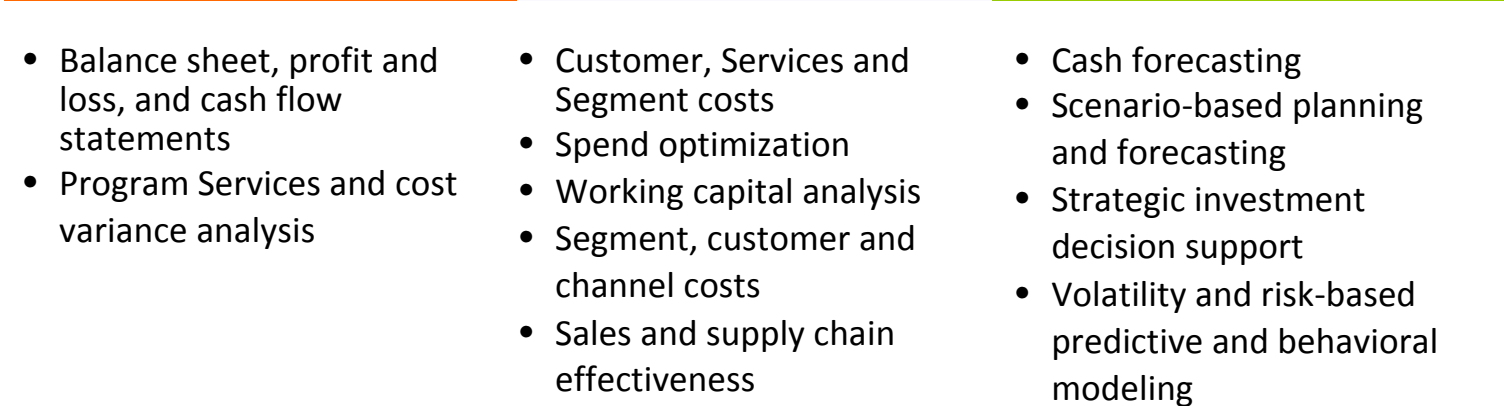 • Balance sheet, profit and
loss, and cash flow
statements
• Program Services and cost
variance analysis
• Customer, Services and
Segment costs
• Spend optimization
• Working capital analysis
• Segment, customer and
channel costs
• Sales and supply chain
effectiveness
• Cash forecasting
• Scenario-based planning
and forecasting
• Strategic investment
decision support
• Volatility and risk-based
predictive and behavioral
modeling